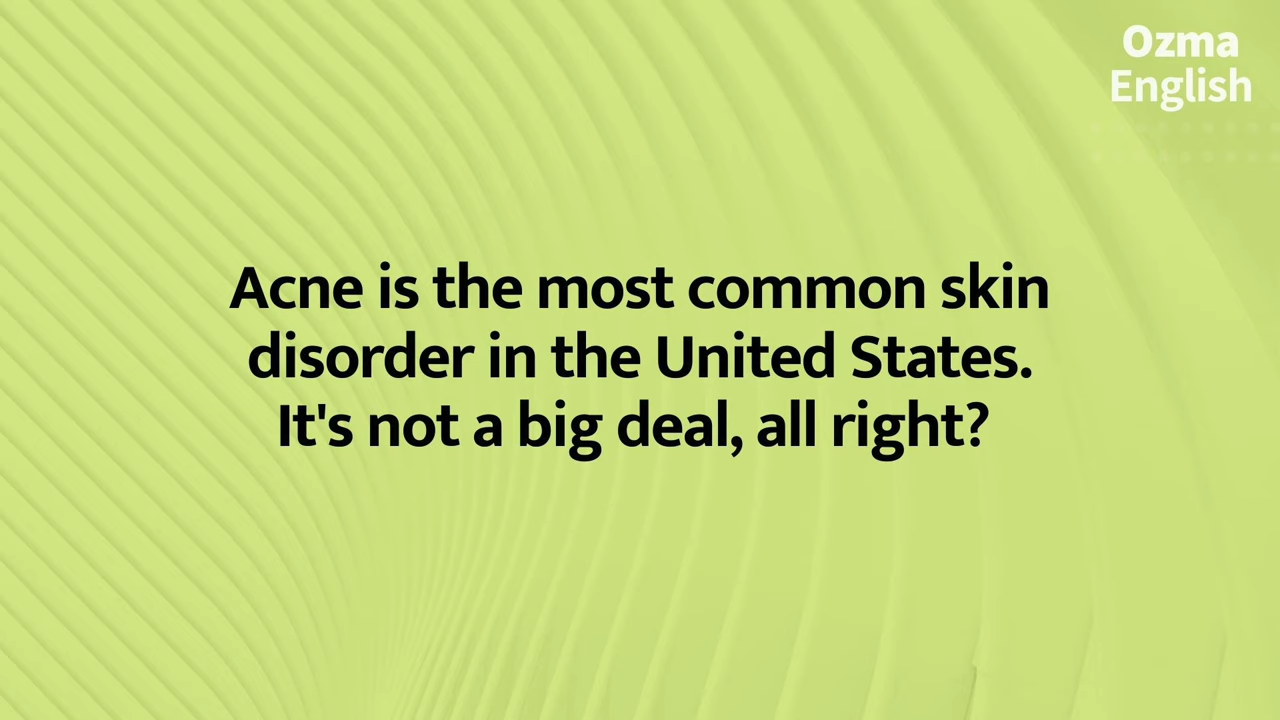 Ozma
English
Acne is the most common skin
disorder in the United States.
It's not a big deal, all right?